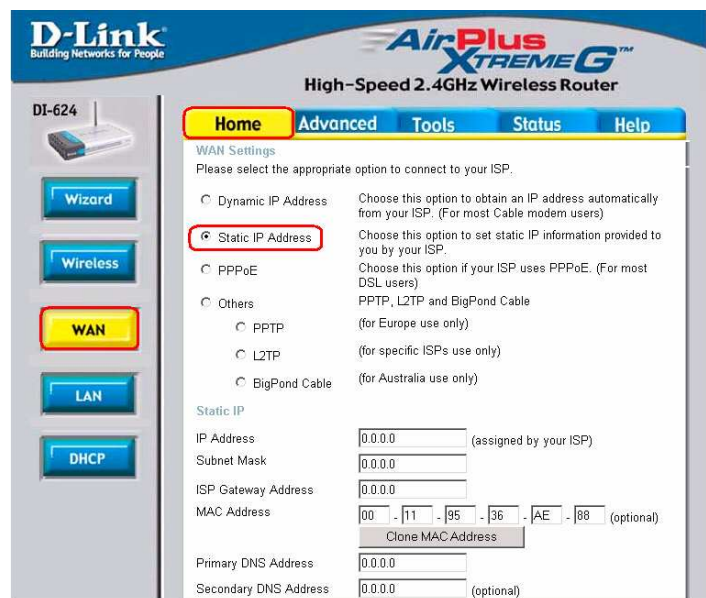 D-Link
Building Networks for People
AirPlus
XTREME G™
High-Speed 2.4GHz Wireless Router
DI-624
Home Advanced Tools Status Help
Wizard
Wireless
WAN
LAN
DHCP
WAN Settings
Please select the appropriate option to connect to your ISP.
Dynamic IP Address Choose this option to obtain an IP address automatically
from your ISP. (For most Cable modem users)
Static IP Address Choose this option to set static IP information provided to
you by your ISP.
PPPoE Choose this option if your ISP uses PPPoE. (For most
DSL users)
Others PPTP, L2TP and BigPond Cable
PPTP (for Europe use only)
L2TP (for specific ISPs use only)
BigPond Cable (for Australia use only)
Static IP
IP Address 0.0.0.0 (assigned by your ISP)
Subnet Mask 0.0.0.0
ISP Gateway Address 0.0.0.0
MAC Address 00 - 11 - 95 - 36 - AE - 88 (optional)
Clone MAC Address
Primary DNS Address 0.0.0.0
Secondary DNS Address 0.0.0.0 (optional)